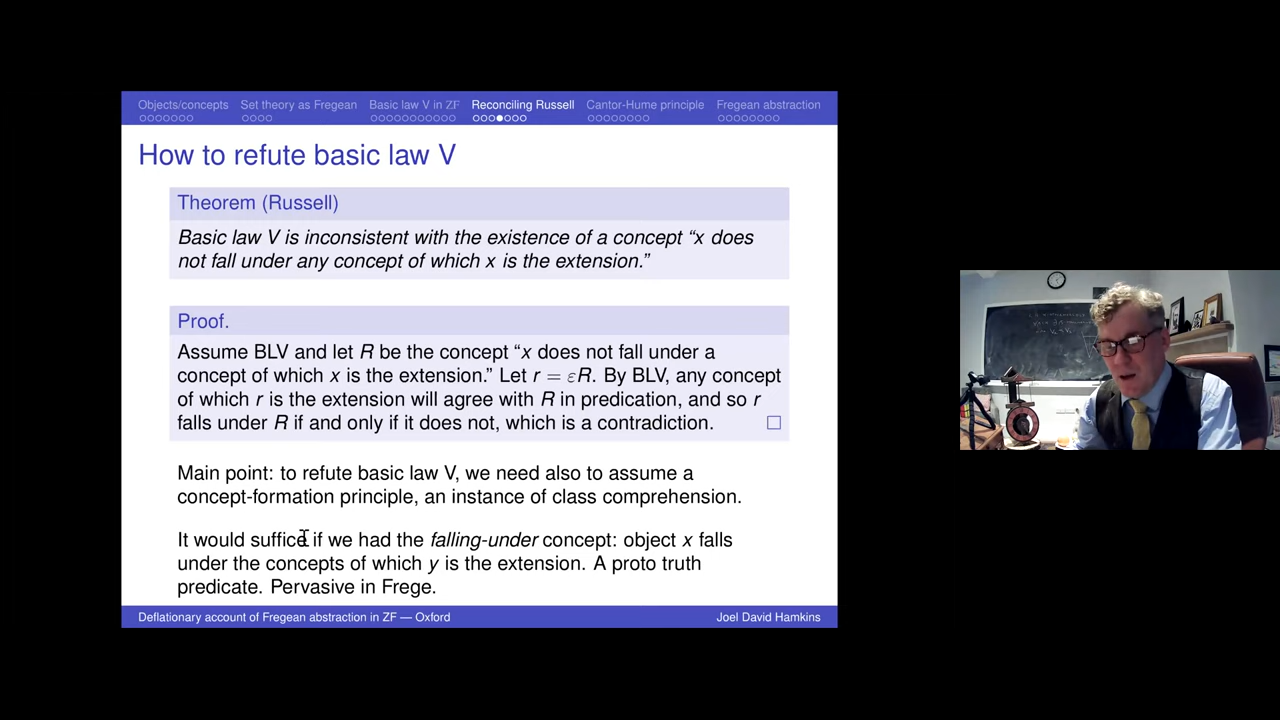 Objects/concepts Set theory as Fregean Basic law V in ZF Reconciling Russell Cantor-Hume principle Fregean abstraction
How to refute basic law V
Theorem (Russell)
Basic law V is inconsistent with the existence of a concept “x does
not fall under any concept of which x is the extension.”
Proof.
Assume BLV and let R be the concept “x does not fall under a
concept of which x is the extension.” Let r = εR. By BLV, any concept
of which r is the extension will agree with R in predication, and so r
falls under R if and only if it does not, which is a contradiction.
Main point: to refute basic law V, we need also to assume a
concept-formation principle, an instance of class comprehension.
It would suffice if we had the falling-under concept: object x falls
under the concepts of which y is the extension. A proto truth
predicate. Pervasive in Frege.
Deflationary account of Fregean abstraction in ZF — Oxford Joel David Hamkins